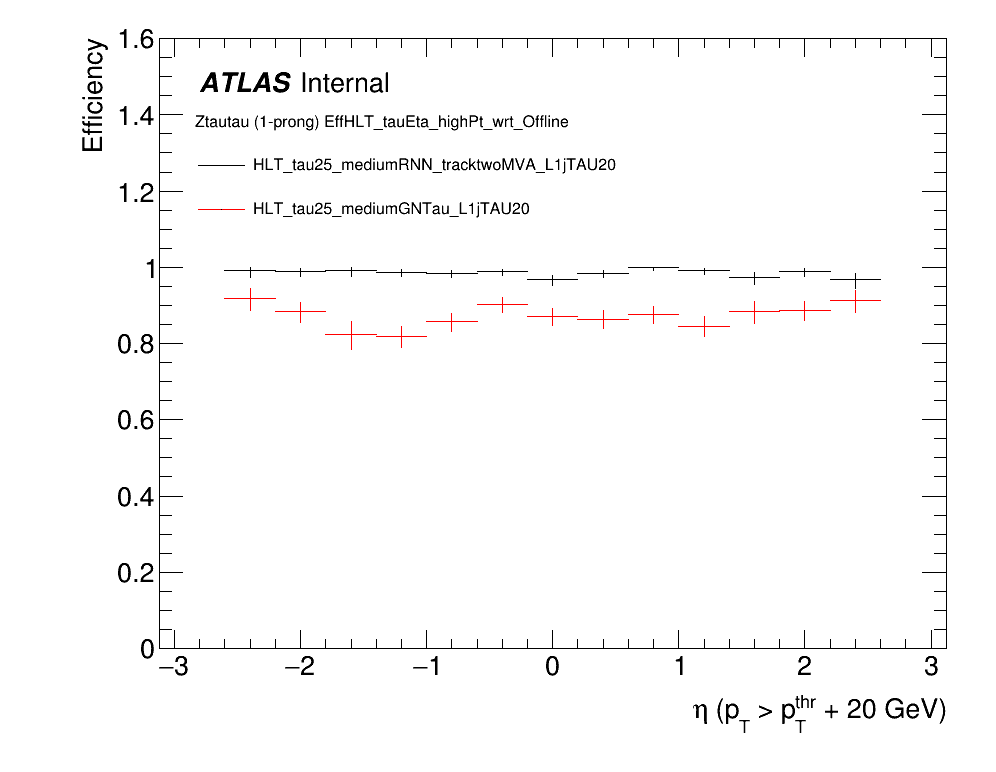 Efficiency
1.6
1.4
1.2
1
0.8
0.6
0.4
0.2
0
ATLAS Internal
Ztautau (1-prong) EffHLT_tauEta_highPt_wrt_Offline
HLT_tau25_mediumRNN_tracktwoMVA_L1jTAU20
HLT_tau25_mediumGNTau_L1jTAU20
−3 −2 −1 0 1 2 3
η (p_T > p_T^thr + 20 GeV)